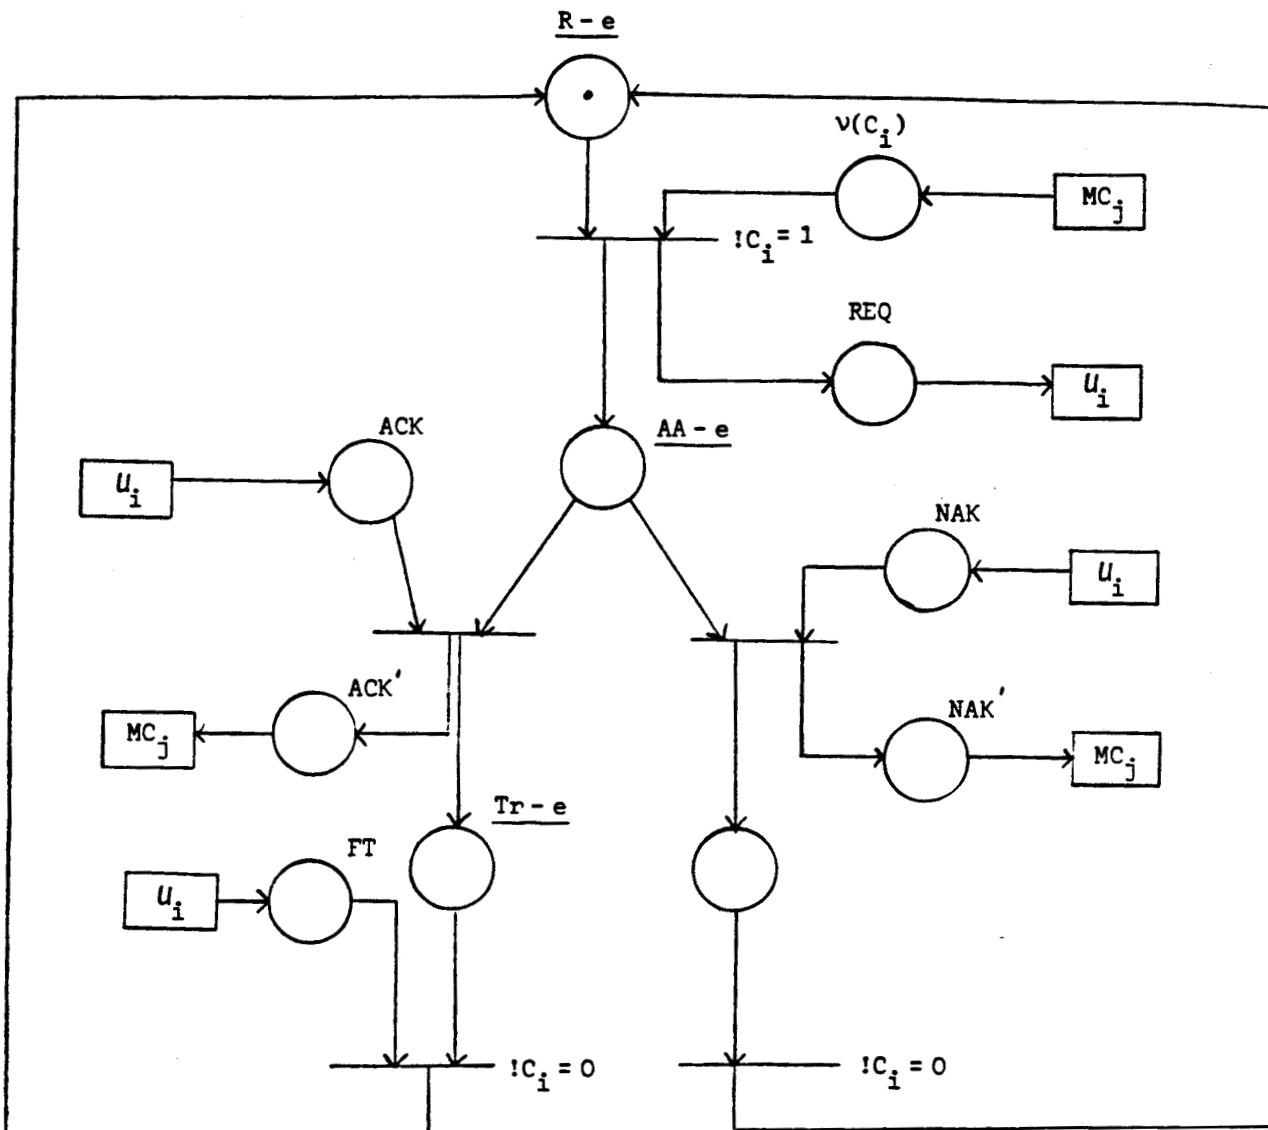 R - e
ν(C_i)
MC_j
!C_i = 1
REQ
U_i
AA - e
ACK
U_i
NAK
U_i
ACK'
MC_j
NAK'
MC_j
Tr - e
FT
U_i
!C_i = 0
!C_i = 0